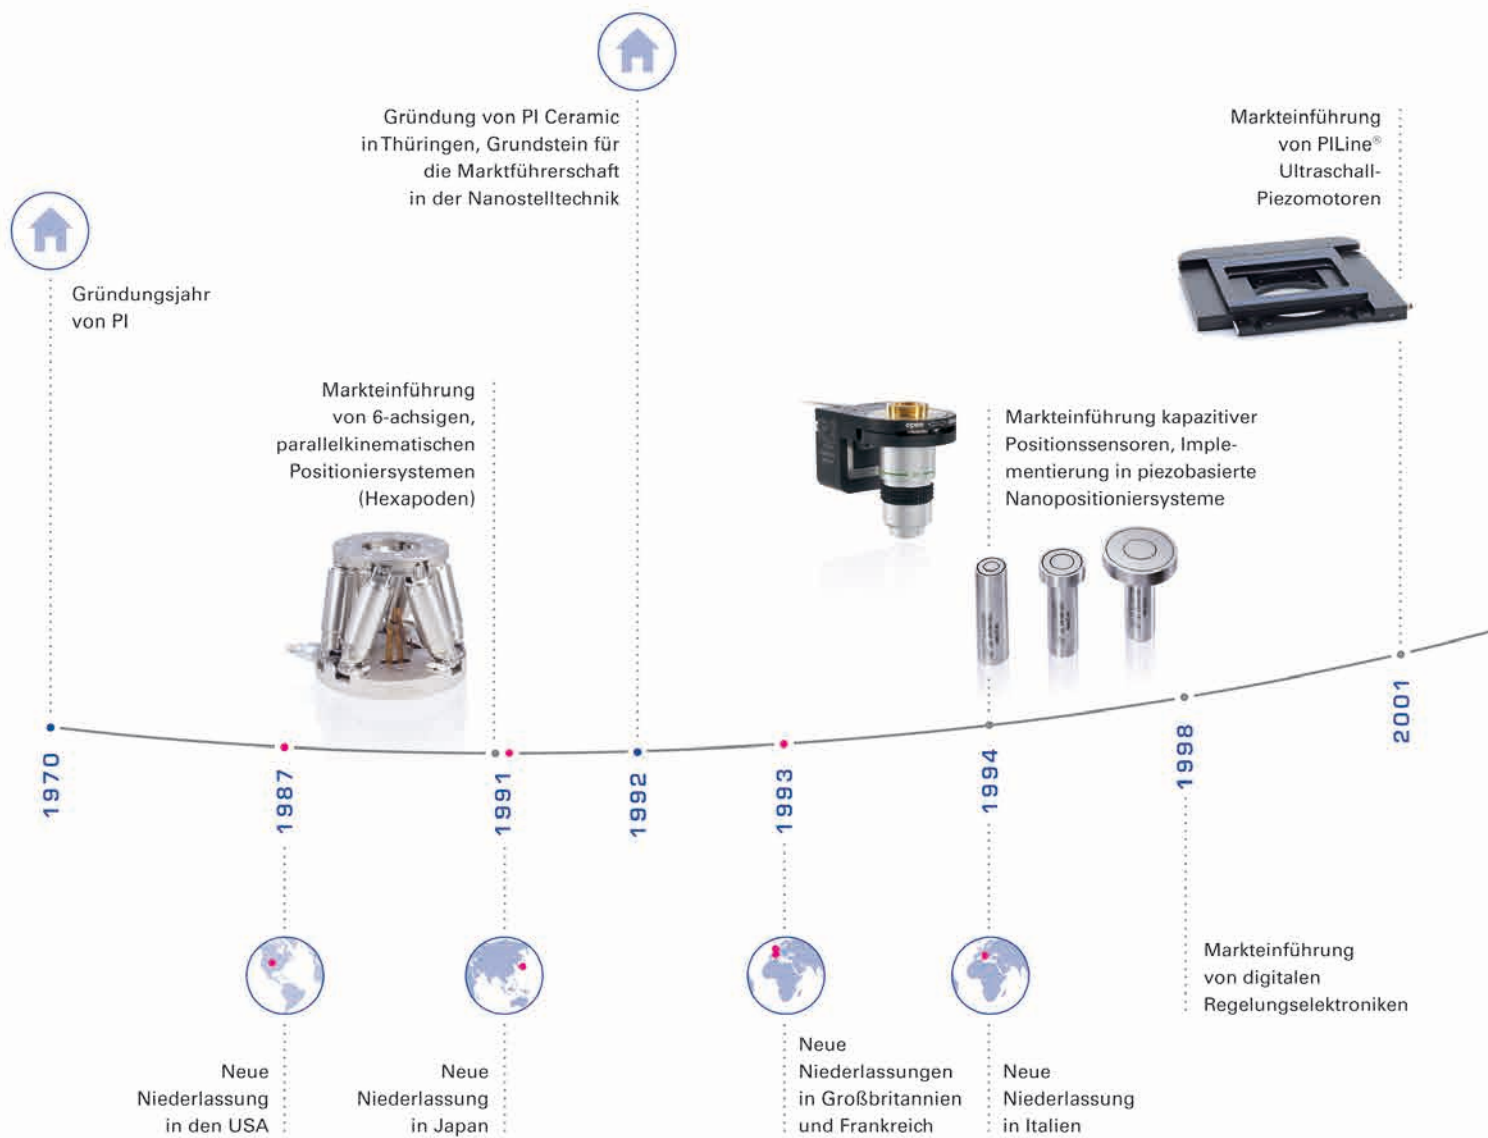 Gründung von PI Ceramic
in Thüringen, Grundstein für
die Marktführerschaft
in der Nanostelltechnik
Markteinführung
von PILine®
Ultraschall-
Piezomotoren
Gründungsjahr
von PI
Markteinführung
von 6-achsigen,
parallelkinematischen
Positioniersystemen
(Hexapoden)
Markteinführung kapazitiver
Positionssensoren, Imple-
mentierung in piezobasierte
Nanopositioniersysteme
1970
1987
1991
1992
1993
1994
1998
2001
Neue
Niederlassung
in den USA
Neue
Niederlassung
in Japan
Neue
Niederlassungen
in Großbritannien
und Frankreich
Neue
Niederlassung
in Italien
Markteinführung
von digitalen
Regelungselektroniken